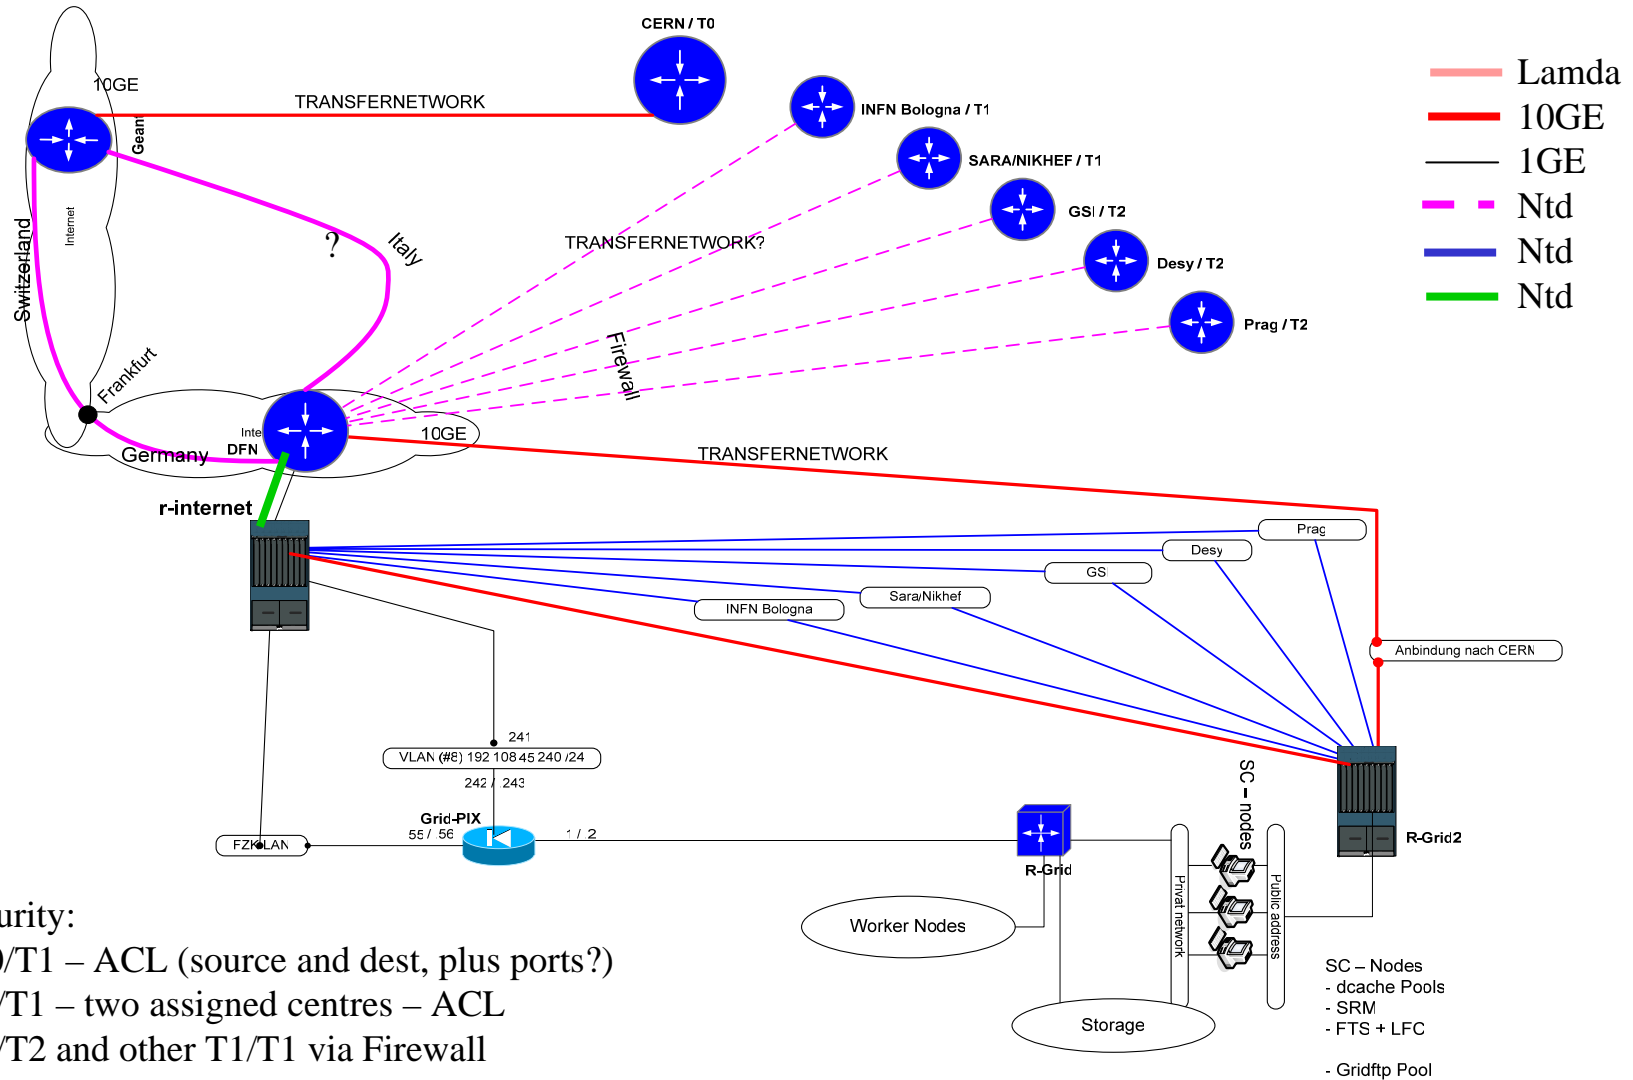 CERN / T0
10GE
TRANSFERNETWORK
Geant
INFN Bologna / T1
SARA/NIKHEF / T1
GSI / T2
Desy / T2
Prag / T2
Lamda
10GE
1GE
Ntd
Ntd
Ntd
Switzerland
Internet
?
Italy
TRANSFERNETWORK?
Firewall
Frankfurt
Germany
Inte
DFN
10GE
TRANSFERNETWORK
r-internet
Prag
Desy
GSI
Sara/Nikhef
INFN Bologna
Anbindung nach CERN
241
VLAN (#8) 192 108 45 240 /24
242 / .243
Grid-PIX
55 / .56
1 / .2
FZK LAN
R-Grid
SC – nodes
Privat network
Public address
R-Grid2
Worker Nodes
Storage
urity:
0/T1 – ACL (source and dest, plus ports?)
/T1 – two assigned centres – ACL
/T2 and other T1/T1 via Firewall
SC – Nodes
- dcache Pools
- SRM
- FTS + LFC
- Gridftp Pool